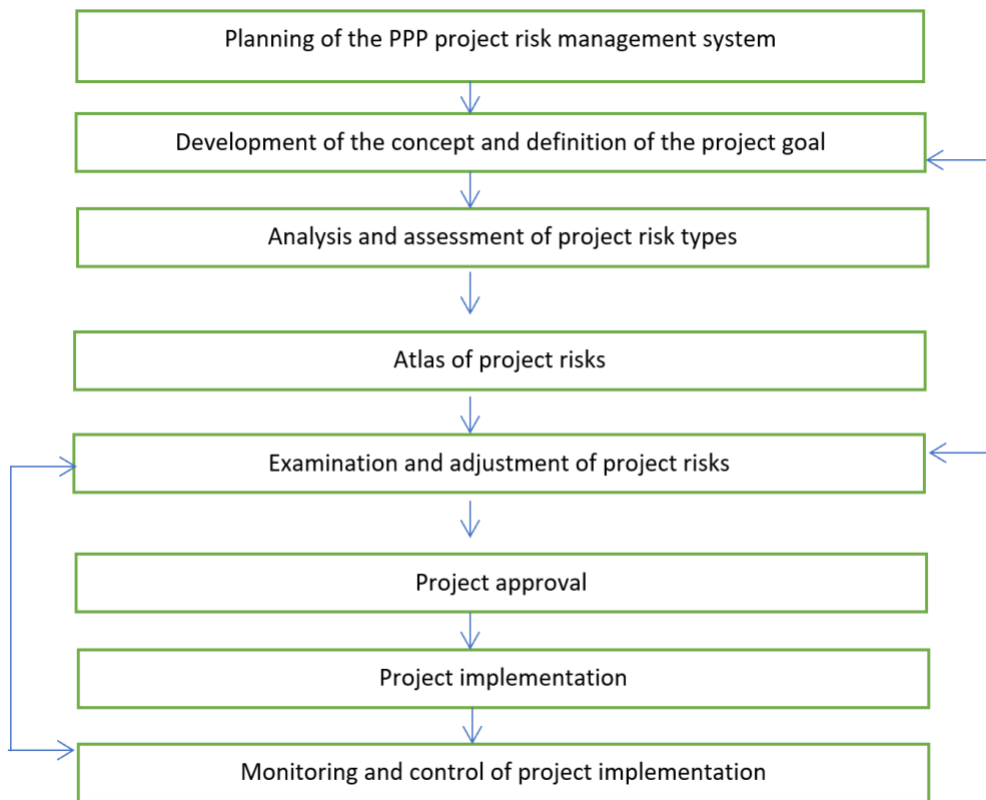 Planning of the PPP project risk management system
Development of the concept and definition of the project goal
Analysis and assessment of project risk types
Atlas of project risks
Examination and adjustment of project risks
Project approval
Project implementation
Monitoring and control of project implementation